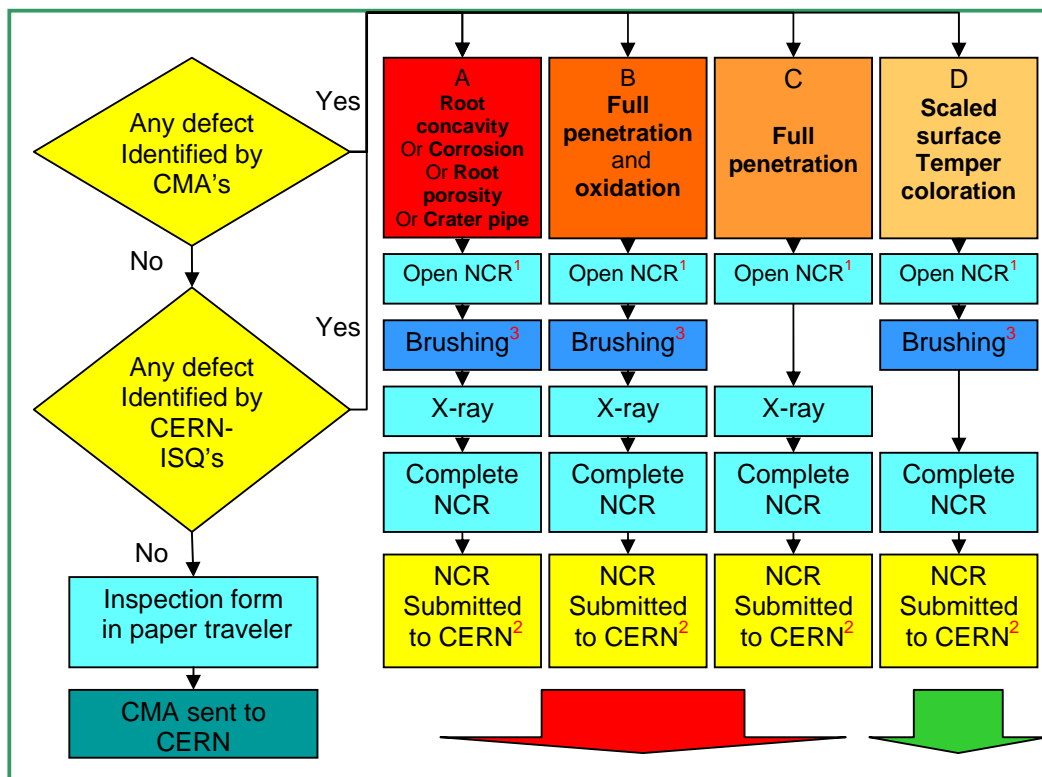 Any defect
Identified by
CMA's
Yes
No
Any defect
Identified by
CERN-
ISQ's
Yes
No
Inspection form
in paper traveler
CMA sent to
CERN
A
Root
concavity
Or Corrosion
Or Root
porosity
Or Crater pipe
Open NCR¹
Brushing³
X-ray
Complete
NCR
NCR
Submitted
to CERN²
B
Full
penetration
and
oxidation
Open NCR¹
Brushing³
X-ray
Complete
NCR
NCR
Submitted
to CERN²
C
Full
penetration
Open NCR¹
X-ray
Complete
NCR
NCR
Submitted
to CERN²
D
Scaled
surface
Temper
coloration
Open NCR¹
Brushing³
Complete
NCR
NCR
Submitted
to CERN²